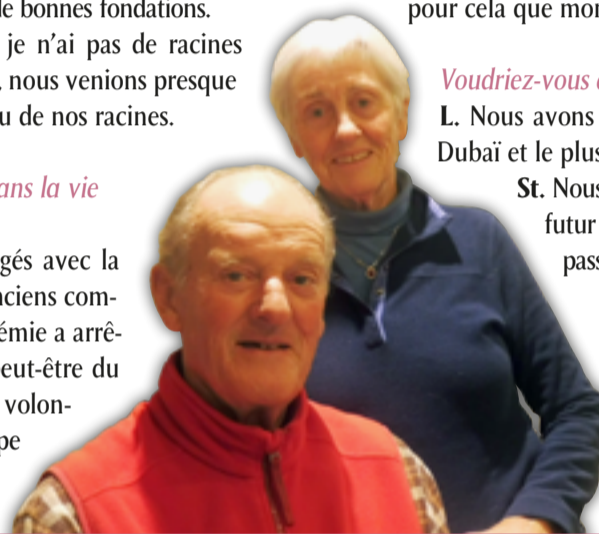 de bonnes fondations.
je n’ai pas de racines
, nous venions presque
u de nos racines.
ans la vie
gés avec la
nciens com-
émie a arrê-
eut-être du
volon-
pe
pour cela que mon
Voudriez-vous
L. Nous avons
Dubaï et le plus
St. Nous
futur
pass